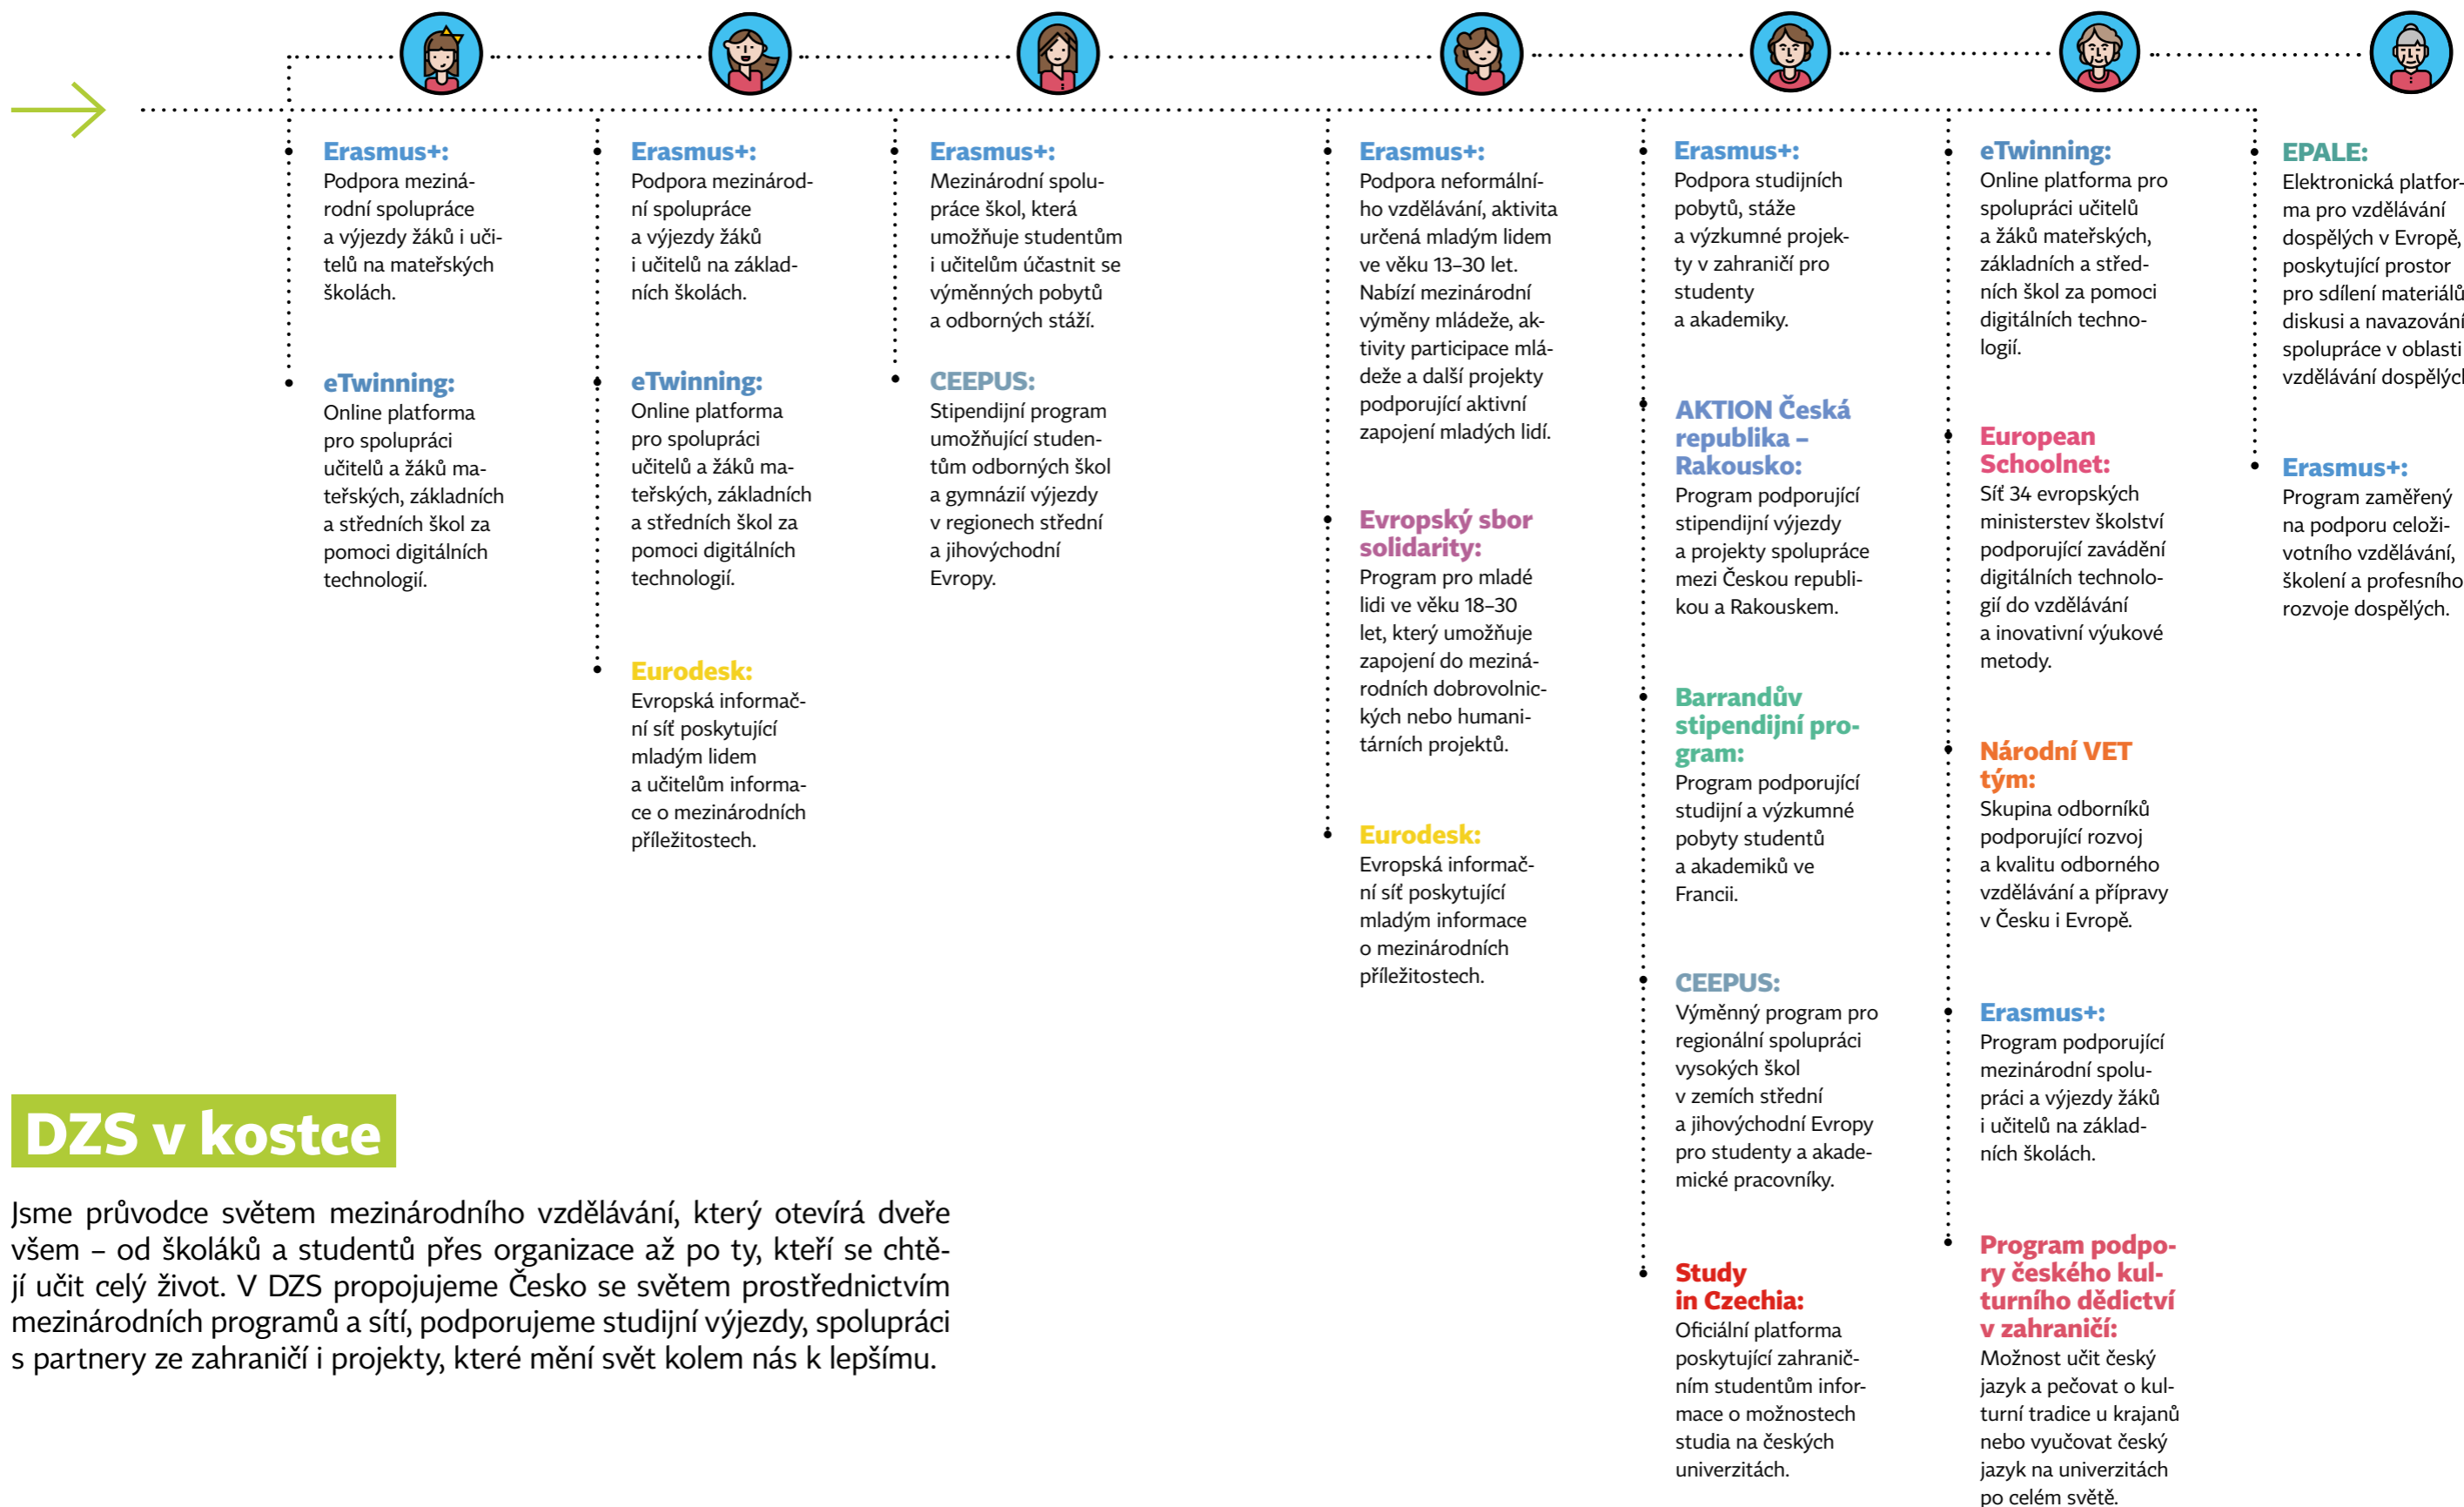 Erasmus+:
Podpora meziná-
rodní spolupráce
a výjezdy žáků i uči-
telů na mateřských
školách.
eTwinning:
Online platforma
pro spolupráci
učitelů a žáků ma-
teřských, základních
a středních škol za
pomoci digitálních
technologií.
Erasmus+:
Podpora mezinárod-
ní spolupráce
a výjezdy žáků
i učitelů na základ-
ních školách.
eTwinning:
Online platforma
pro spolupráci
učitelů a žáků ma-
teřských, základních
a středních škol za
pomoci digitálních
technologií.
Eurodesk:
Evropská informač-
ní síť poskytující
mladým lidem
a učitelům informa-
ce o mezinárodních
příležitostech.
Erasmus+:
Mezinárodní spolu-
práce škol, která
umožňuje studentům
i učitelům účastnit se
výměnných pobytů
a odborných stáží.
CEEPUS:
Stipendijní program
umožňující studen-
tům odborných škol
a gymnázií výjezdy
v regionech střední
a jihovýchodní
Evropy.
Erasmus+:
Podpora neformální-
ho vzdělávání, aktivita
určená mladým lidem
ve věku 13–30 let.
Nabízí mezinárodní
výměny mládeže, ak-
tivity participace mlá-
deže a další projekty
podporující aktivní
zapojení mladých lidí.
Evropský sbor
solidarity:
Program pro mladé
lidi ve věku 18–30
let, který umožňuje
zapojení do meziná-
rodních dobrovolnic-
kých nebo humani-
tárních projektů.
Eurodesk:
Evropská informač-
ní síť poskytující
mladým informace
o mezinárodních
příležitostech.
Erasmus+:
Podpora studijních
pobytů, stáže
a výzkumné projek-
ty v zahraničí pro
studenty
a akademiky.
AKTION Česká
republika –
Rakousko:
Program podporující
stipendijní výjezdy
a projekty spolupráce
mezi Českou republi-
kou a Rakouskem.
Barrandův
stipendijní pro-
gram:
Program podporující
studijní a výzkumné
pobyty studentů
a akademiků ve
Francii.
CEEPUS:
Výměnný program pro
regionální spolupráci
vysokých škol
v zemích střední
a jihovýchodní Evropy
pro studenty a akade-
mické pracovníky.
Study
in Czechia:
Oficiální platforma
poskytující zahranič-
ním studentům infor-
mace o možnostech
studia na českých
univerzitách.
eTwinning:
Online platforma pro
spolupráci učitelů
a žáků mateřských,
základních a střed-
ních škol za pomoci
digitálních techno-
logií.
European
Schoolnet:
Síť 34 evropských
ministerstev školství
podporující zavádění
digitálních technolo-
gií do vzdělávání
a inovativní výukové
metody.
Národní VET
tým:
Skupina odborníků
podporující rozvoj
a kvalitu odborného
vzdělávání a přípravy
v Česku i Evropě.
Erasmus+:
Program podporující
mezinárodní spolu-
práci a výjezdy žáků
i učitelů na základ-
ních školách.
Program podpo-
ry českého kul-
turního dědictví
v zahraničí:
Možnost učit český
jazyk a pečovat o kul-
turní tradice u krajanů
nebo vyučovat český
jazyk na univerzitách
po celém světě.
EPALE:
Elektronická platfor-
ma pro vzdělávání
dospělých v Evropě,
poskytující prostor
pro sdílení materiálů
diskusi a navazování
spolupráce v oblasti
vzdělávání
Erasmus+:
Program zaměřený
na podporu celoži-
votního vzdělávání,
školení a profesního
rozvoje dospělých.
DZS v kostce
Jsme průvodce světem mezinárodního vzdělávání, který otevírá dveře
všem – od školáků a studentů přes organizace až po ty, kteří se chtě-
jí učit celý život. V DZS propojujeme Česko se světem prostřednictvím
mezinárodních programů a sítí, podporujeme studijní výjezdy, spolupráci
s partnery ze zahraničí i projekty, které mění svět kolem nás k lepšímu.